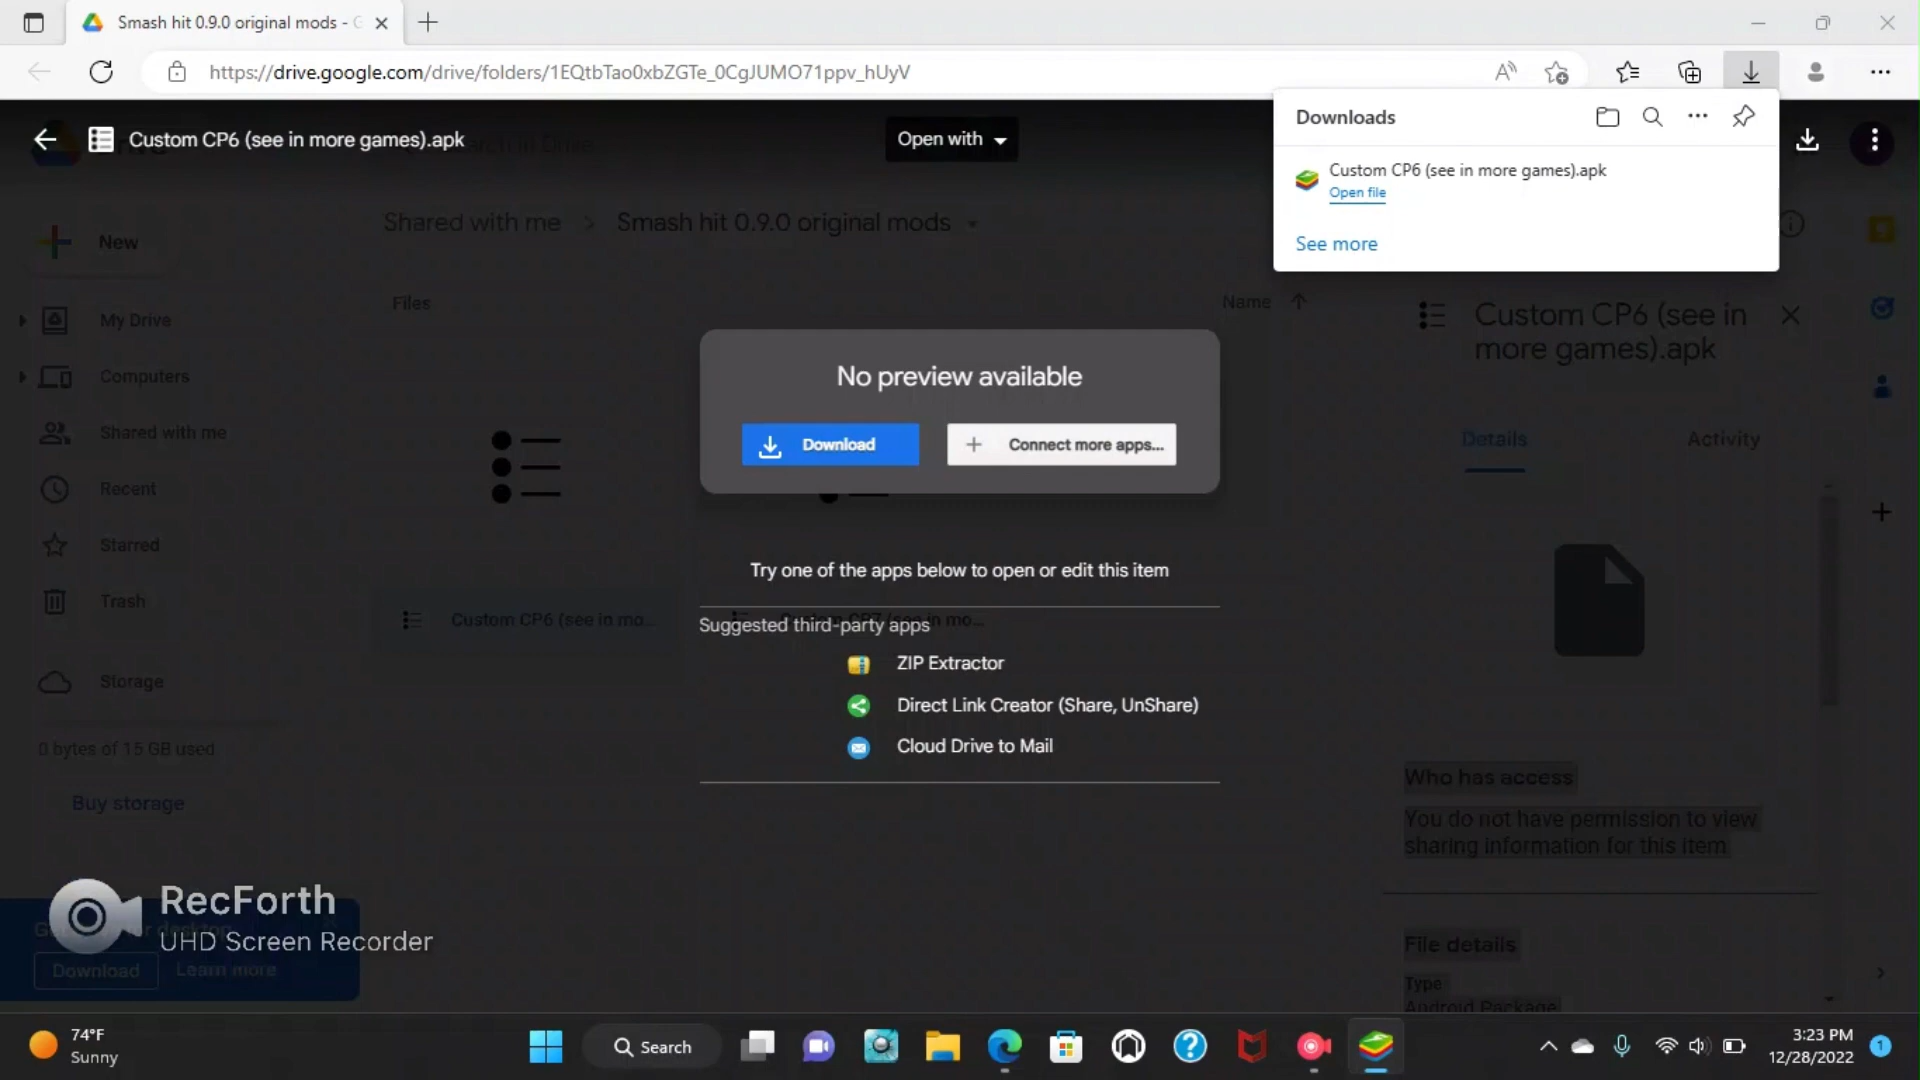 Smash hit 0.9.0 original mods - G
https://drive.google.com/drive/folders/1EQtbTao0xbZGTe_0CgJUMO71ppv_hUyV
Downloads
Custom CP6 (see in more games).apk
Open file
See more
Custom CP6 (see in more games).apk
Open with
Shared with me > Smash hit 0.9.0 original mods
New
Files
Name
My Drive
Computers
Shared with me
Recent
Starred
Trash
Storage
0 bytes of 15 GB used
Buy storage
No preview available
Download
Connect more apps...
Try one of the apps below to open or edit this item
Custom CP6 (see in mo...
Suggested third-party apps
ZIP Extractor
Direct Link Creator (Share, UnShare)
Cloud Drive to Mail
Custom CP6 (see in
more games).apk
Details
Activity
Who has access
You do not have permission to view
sharing information for this item
File details
Type
Android Package
RecForth
UHD Screen Recorder
Download
Learn more
74°F
Sunny
Search
3:23 PM
12/28/2022
1